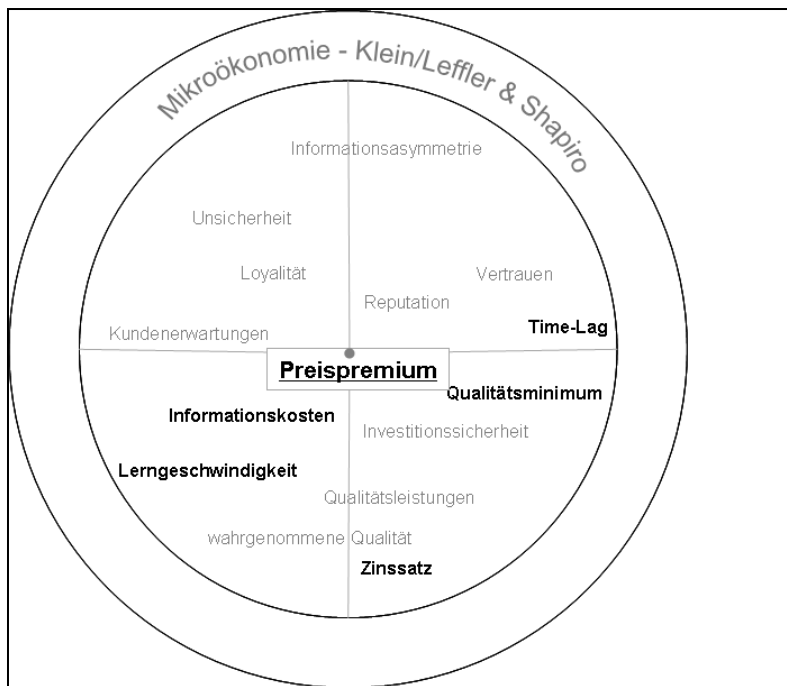 Mikroökonomie - Klein/Leffler & Shapiro
Informationsasymmetrie
Unsicherheit
Loyalität
Vertrauen
Reputation
Time-Lag
Kundenerwartungen
Preispremium
Qualitätsminimum
Informationskosten
Investitionssicherheit
Lerngeschwindigkeit
Qualitätsleistungen
wahrgenommene Qualität
Zinssatz